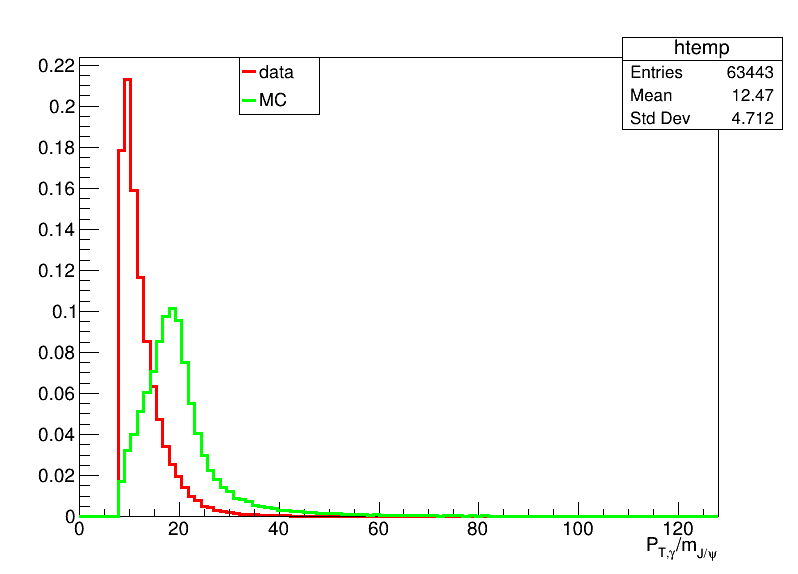 htemp
Entries 63443
Mean 12.47
Std Dev 4.712
data
MC
0.22
0.2
0.18
0.16
0.14
0.12
0.1
0.08
0.06
0.04
0.02
0
0 20 40 60 80 100 120
P_{T,γ}/m_{J/ψ}